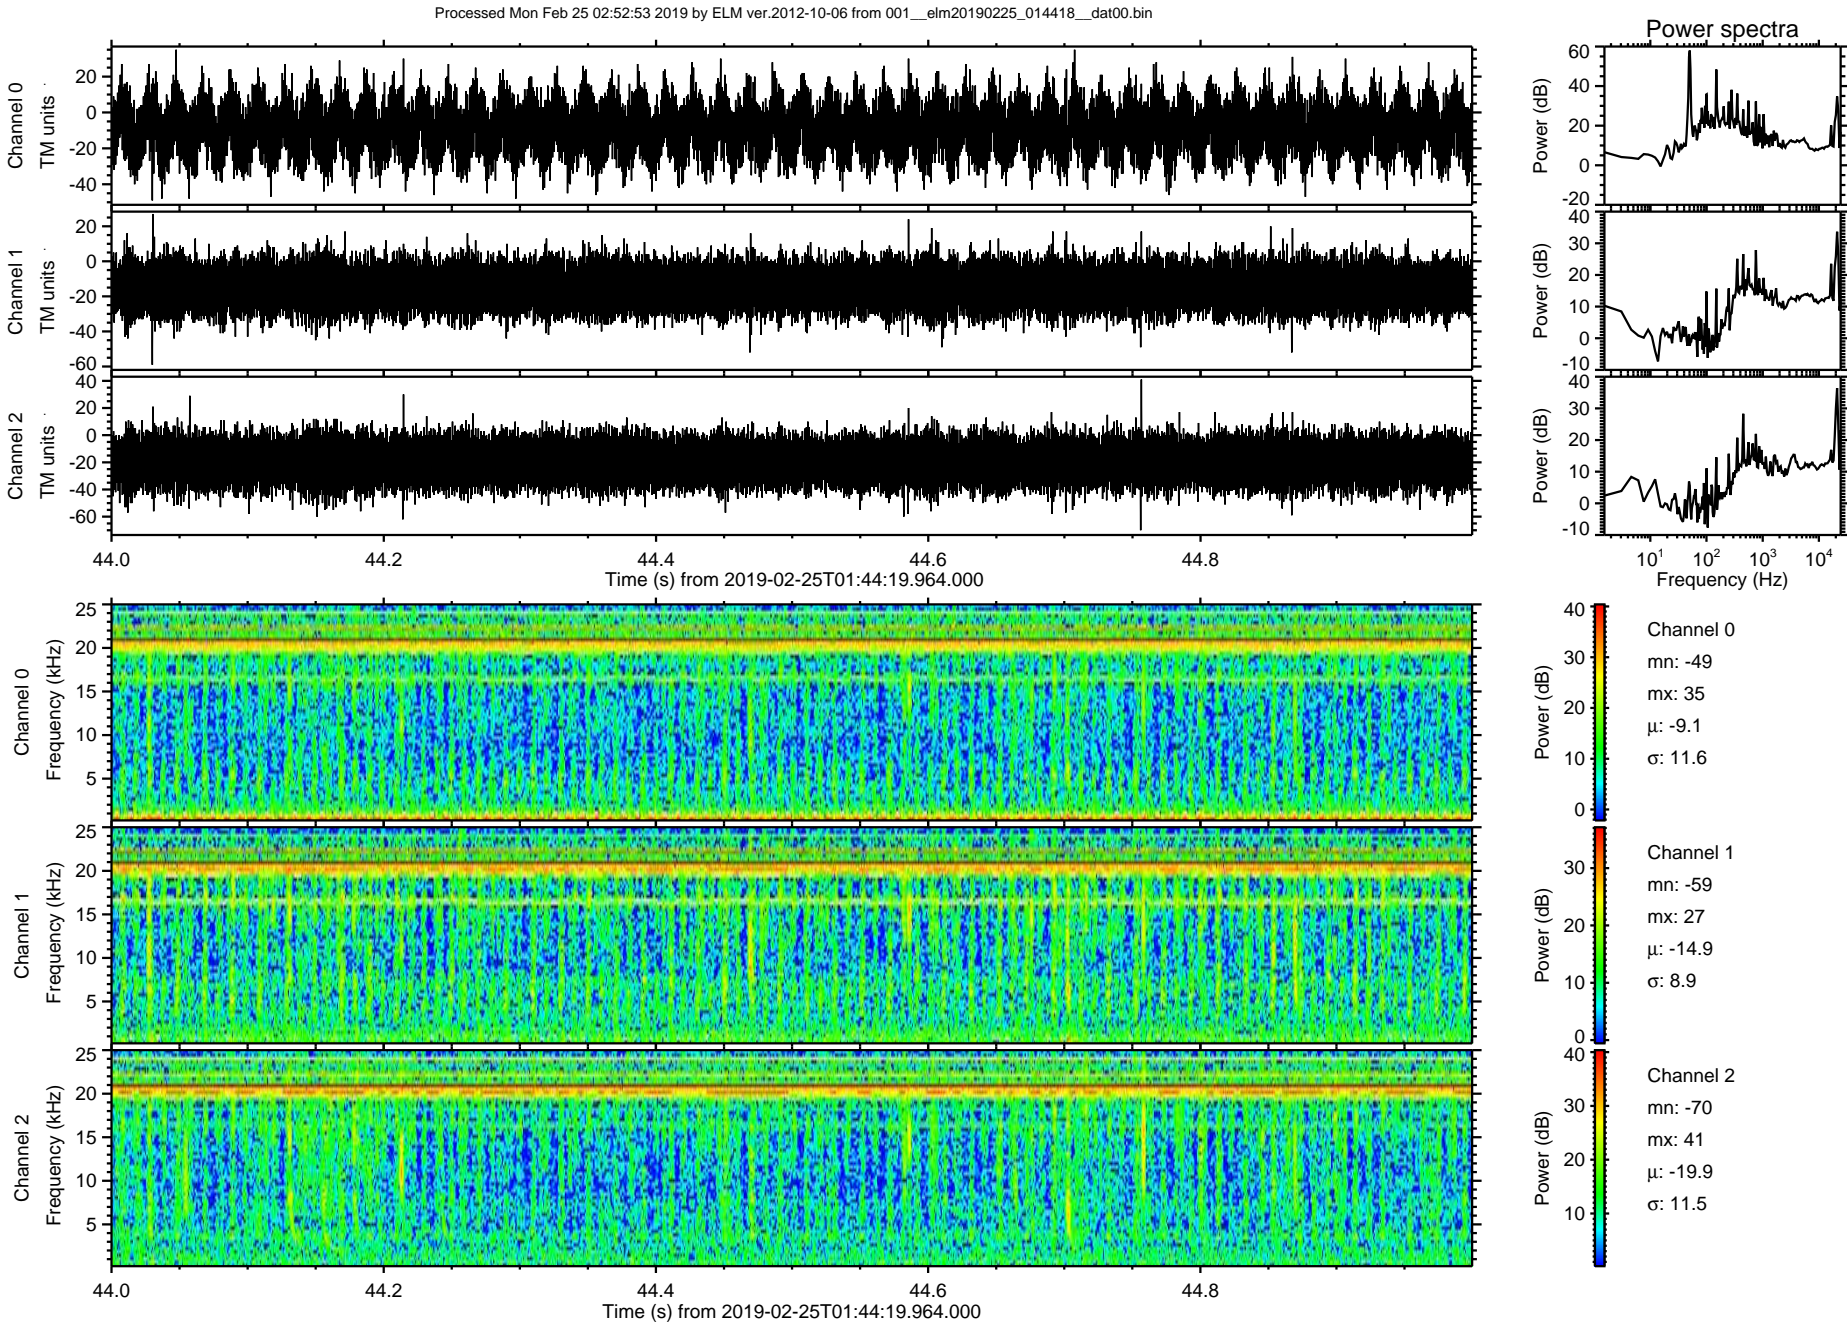 Processed Mon Feb 25 02:52:53 2019 by ELM ver.2012-10-06 from 001__elm20190225_014418__dat00.bin
Power spectra
Channel 0
TM units
20
0
-20
-40
Power (dB)
60
40
20
0
-20
Channel 1
TM units
20
0
-20
-40
-60
Power (dB)
40
30
20
10
0
-10
Channel 2
TM units
40
20
0
-20
-40
-60
Power (dB)
40
30
20
10
0
-10
44.0 44.2 44.4 44.6 44.8
Time (s) from 2019-02-25T01:44:19.964.000
10¹ 10² 10³ 10⁴
Frequency (Hz)
Channel 0
Frequency (kHz)
25
20
15
10
5
Power (dB)
40
30
20
10
0
Channel 0
mn: -49
mx: 35
μ: -9.1
σ: 11.6
Channel 1
Frequency (kHz)
25
20
15
10
5
Power (dB)
30
20
10
0
Channel 1
mn: -59
mx: 27
μ: -14.9
σ: 8.9
Channel 2
Frequency (kHz)
25
20
15
10
5
Power (dB)
40
30
20
10
Channel 2
mn: -70
mx: 41
μ: -19.9
σ: 11.5
44.0 44.2 44.4 44.6 44.8
Time (s) from 2019-02-25T01:44:19.964.000